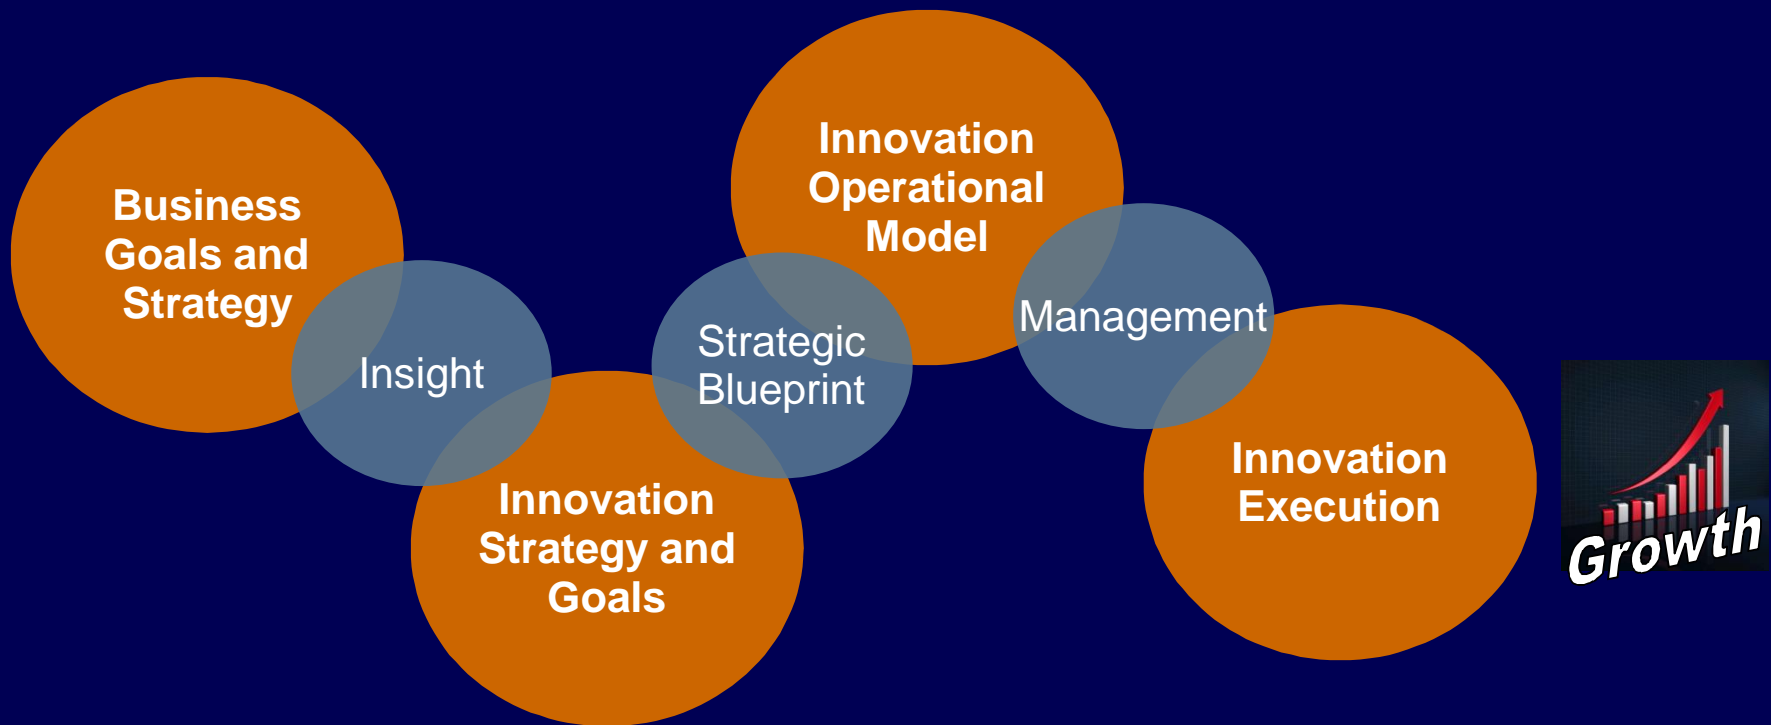 Business
Goals and
Strategy
Insight
Innovation
Strategy and
Goals
Strategic
Blueprint
Innovation
Operational
Model
Management
Innovation
Execution
Growth